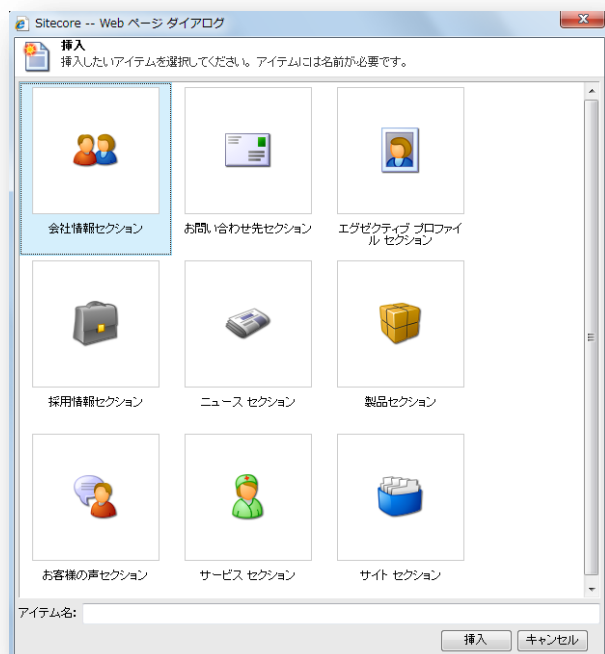 Sitecore -- Web ページ ダイアログ
挿入
挿入したいアイテムを選択してください。アイテムには名前が必要です。
会社情報セクション
お問い合わせ先セクション
エグゼクティブ プロファイ
ル セクション
採用情報セクション
ニュース セクション
製品セクション
お客様の声セクション
サービス セクション
サイト セクション
アイテム名:
挿入
キャンセル